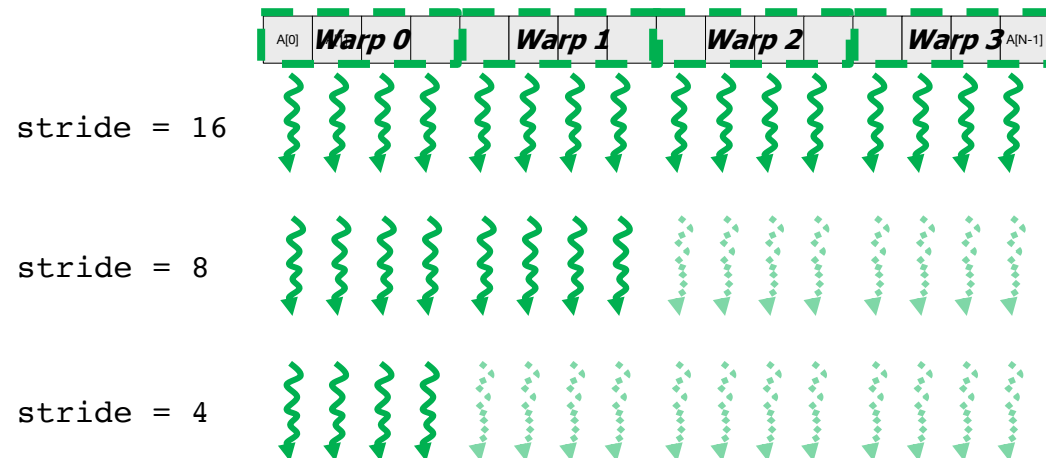 A[0] Warp 0 Warp 1 Warp 2 Warp 3 A[N-1]
stride = 16
stride = 8
stride = 4